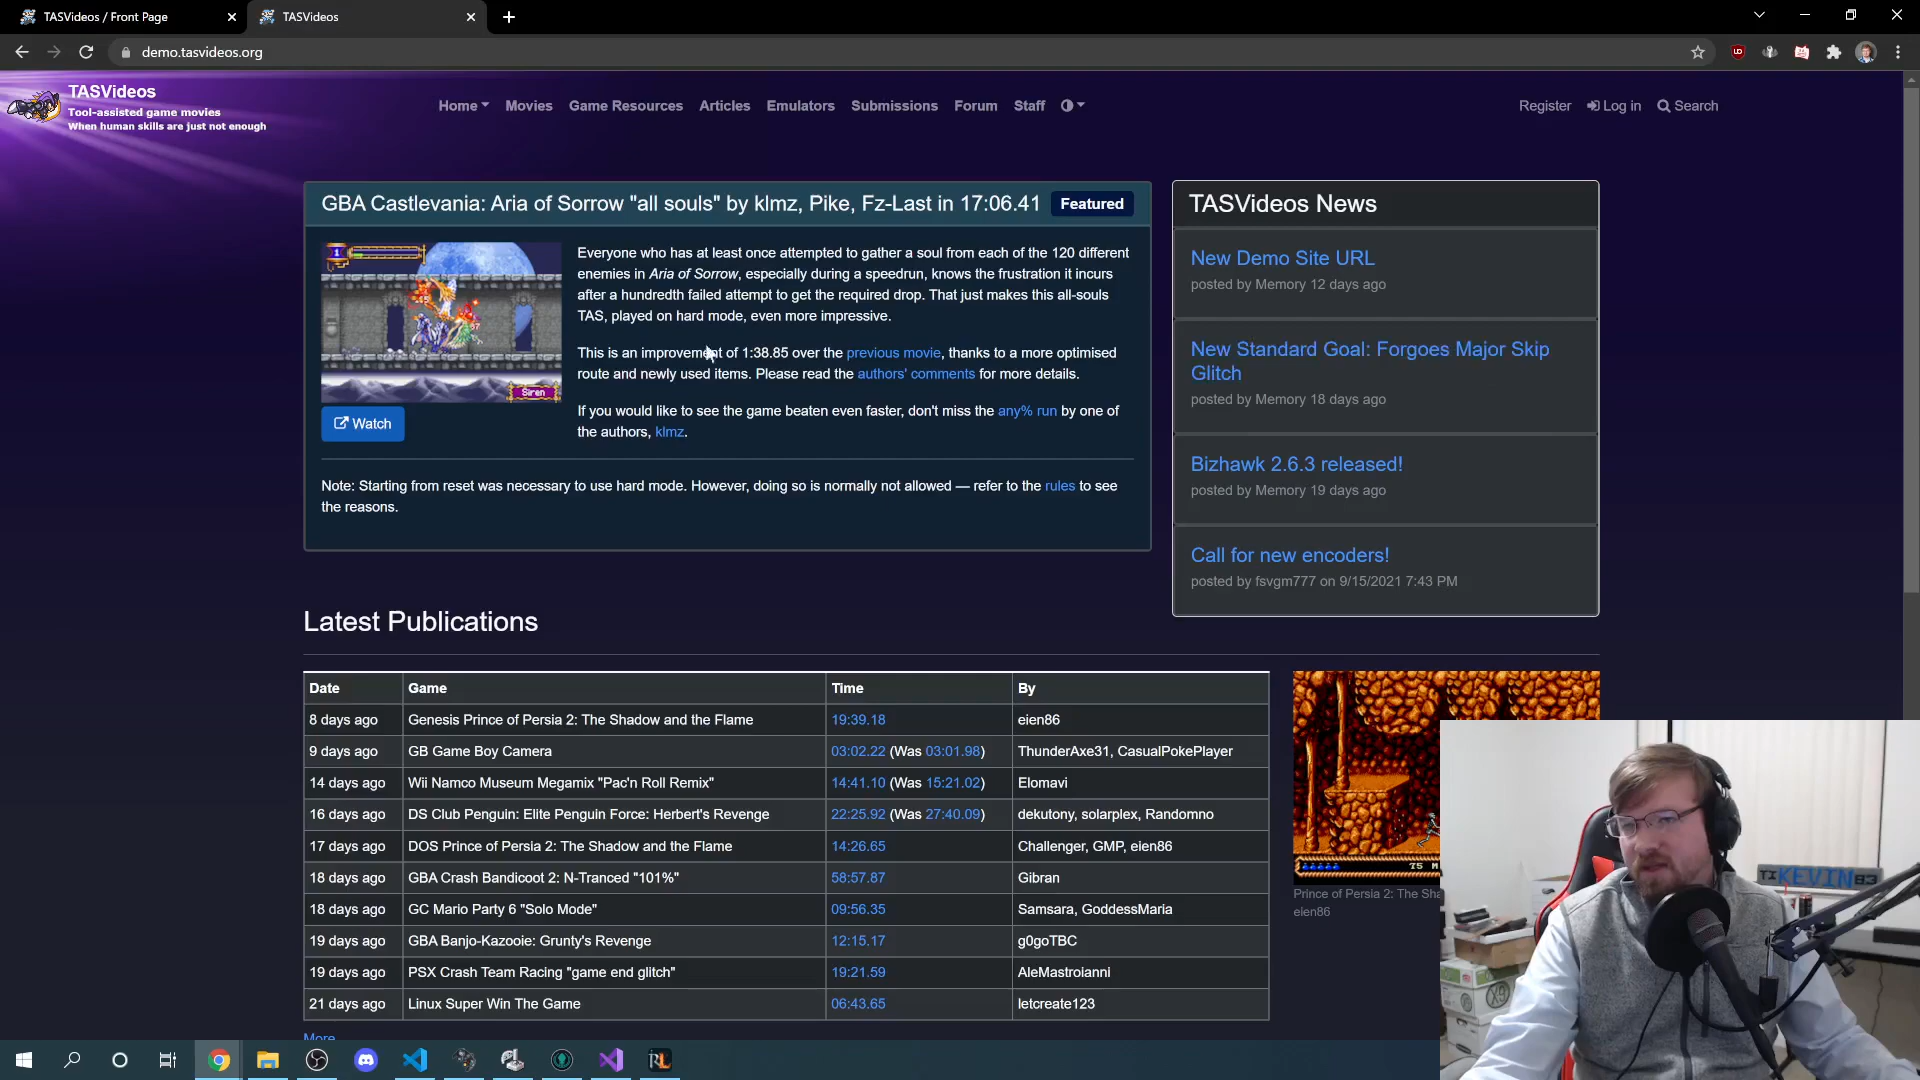 TASVideos / Front Page
TASVideos
demo.tasvideos.org
TASVideos
Tool-assisted game movies
When human skills are just not enough
Home Movies Game Resources Articles Emulators Submissions Forum Staff
Register Log in Search
GBA Castlevania: Aria of Sorrow "all souls" by klmz, Pike, Fz-Last in 17:06.41 Featured
Everyone who has at least once attempted to gather a soul from each of the 120 different
enemies in Aria of Sorrow, especially during a speedrun, knows the frustration it incurs
after a hundredth failed attempt to get the required drop. That just makes this all-souls
TAS, played on hard mode, even more impressive.
This is an improvement of 1:38.85 over the previous movie, thanks to a more optimised
route and newly used items. Please read the authors' comments for more details.
If you would like to see the game beaten even faster, don't miss the any% run by one of
the authors, klmz.
Siren
Watch
Note: Starting from reset was necessary to use hard mode. However, doing so is normally not allowed — refer to the rules to see
the reasons.
TASVideos News
New Demo Site URL
posted by Memory 12 days ago
New Standard Goal: Forgoes Major Skip
Glitch
posted by Memory 18 days ago
Bizhawk 2.6.3 released!
posted by Memory 19 days ago
Call for new encoders!
posted by fsvgm777 on 9/15/2021 7:43 PM
Latest Publications
Date Game Time By
8 days ago Genesis Prince of Persia 2: The Shadow and the Flame 19:39.18 eien86
9 days ago GB Game Boy Camera 03:02.22 (Was 03:01.98) ThunderAxe31, CasualPokePlayer
14 days ago Wii Namco Museum Megamix "Pac'n Roll Remix" 14:41.10 (Was 15:21.02) Elomavi
16 days ago DS Club Penguin: Elite Penguin Force: Herbert's Revenge 22:25.92 (Was 27:40.09) dekutony, solarplex, Randomno
17 days ago DOS Prince of Persia 2: The Shadow and the Flame 14:26.65 Challenger, GMP, eien86
18 days ago GBA Crash Bandicoot 2: N-Tranced "101%" 58:57.87 Gibran
18 days ago GC Mario Party 6 "Solo Mode" 09:56.35 Samsara, GoddessMaria
19 days ago GBA Banjo-Kazooie: Grunty's Revenge 12:15.17 g0goTBC
19 days ago PSX Crash Team Racing "game end glitch" 19:21.59 AleMastroianni
21 days ago Linux Super Win The Game 06:43.65 letcreate123
More
75 M
Prince of Persia 2: The Sha
eien86
KEVIN